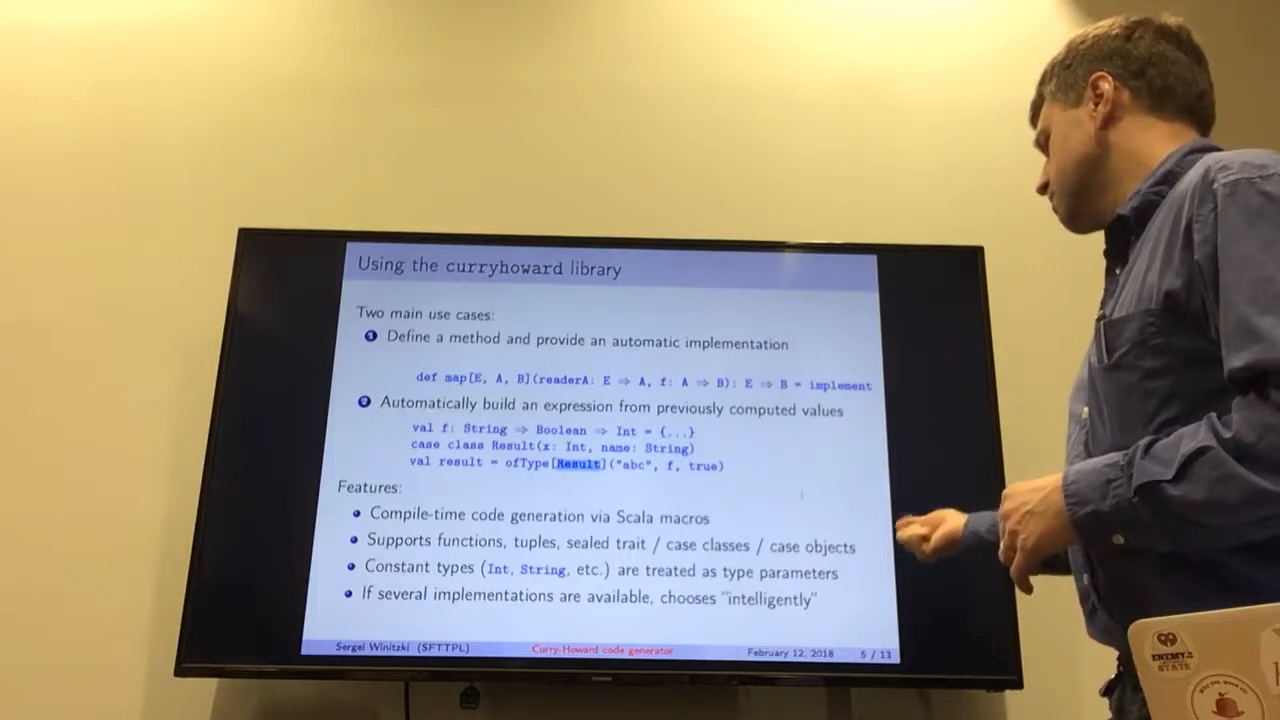 Using the curryhoward library
Two main use cases:
1 Define a method and provide an automatic implementation
def map[E, A, B](readerA: E ⇒ A, f: A ⇒ B): E ⇒ B = implement
2 Automatically build an expression from previously computed values
val f: String ⇒ Boolean ⇒ Int = {...}
case class Result(x: Int, name: String)
val result = ofType[Result]("abc", f, true)
Features:
Compile-time code generation via Scala macros
Supports functions, tuples, sealed trait / case classes / case objects
Constant types (Int, String, etc.) are treated as type parameters
If several implementations are available, chooses "intelligently"
Sergei Winitzki (SFTTPL) Curry-Howard code generator February 12, 2018 5 / 13
ENEMY
STATE